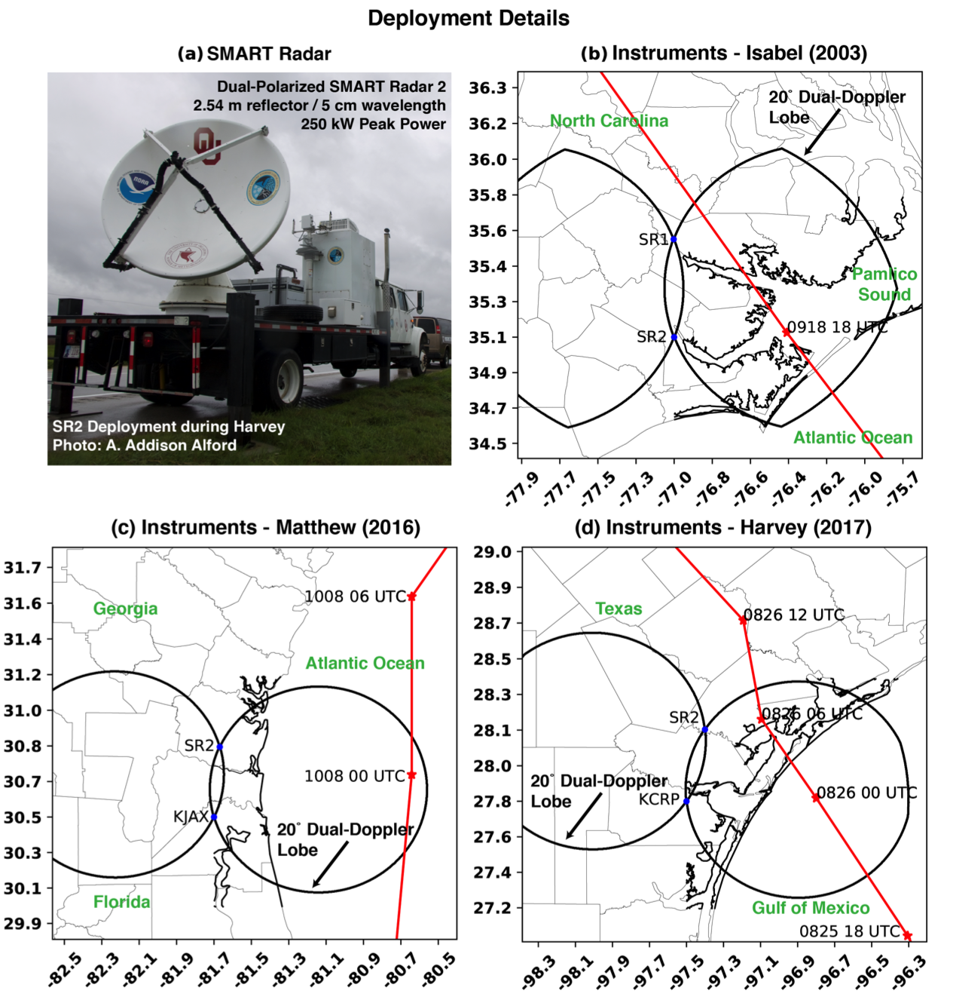 Deployment Details
(a) SMART Radar
Dual-Polarized SMART Radar 2
2.54 m reflector / 5 cm wavelength
250 kW Peak Power
NOAA
SR2 Deployment during Harvey
Photo: A. Addison Alford
(b) Instruments - Isabel (2003)
36.3
36.2
36.0
35.8
35.6
35.4
35.3
35.1
34.9
34.7
34.5
20° Dual-Doppler
Lobe
North Carolina
SR1
Pamlico
Sound
0918 18 UTC
SR2
Atlantic Ocean
-77.9
-77.7
-77.5
-77.3
-77.0
-76.8
-76.6
-76.4
-76.2
-76.0
-75.7
(c) Instruments - Matthew (2016)
31.7
31.6
31.4
31.2
31.0
30.8
30.7
30.5
30.3
30.1
29.9
1008 06 UTC
Georgia
Atlantic Ocean
SR2
1008 00 UTC
KJAX
20° Dual-Doppler
Lobe
Florida
-82.5
-82.3
-82.1
-81.9
-81.7
-81.5
-81.3
-81.1
-80.9
-80.7
-80.5
(d) Instruments - Harvey (2017)
29.0
28.9
28.7
28.5
28.3
28.1
28.0
27.8
27.6
27.4
27.2
Texas
0826 12 UTC
SR2
0826 06 UTC
20° Dual-Doppler
Lobe
KCRP
0826 00 UTC
Gulf of Mexico
0825 18 UTC
-98.3
-98.1
-97.9
-97.7
-97.5
-97.3
-97.1
-96.9
-96.7
-96.5
-96.3